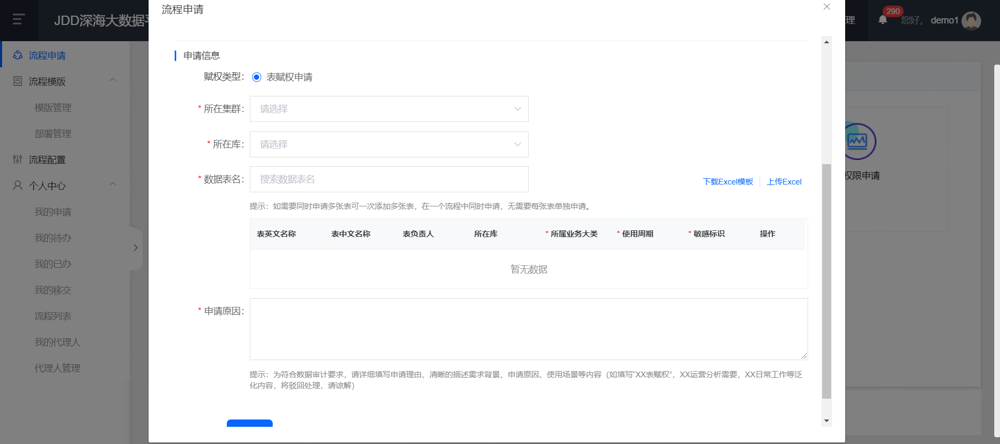 流程申请
JDD深海大数据平
理
290
您好， demo1
流程申请
流程模版
模版管理
部署管理
流程配置
个人中心
我的申请
我的待办
我的已办
我的移交
流程列表
我的代理人
代理人管理
申请信息
赋权类型： 表赋权申请
* 所在集群： 请选择
* 所在库： 请选择
* 数据表名： 搜索数据表名
下载Excel模板 上传Excel
提示：如需要同时申请多张表可一次添加多张表，在一个流程中同时申请，无需要每张表单独申请。
表英文名称 表中文名称 表负责人 所在库 * 所属业务大类 * 使用周期 * 敏感标识 操作
暂无数据
* 申请原因：
提示：为符合数据审计要求，请详细填写申请理由、清晰的描述需求背景、申请原因、使用场景等内容（如填写“XX表赋权”，XX运营分析需要，XX日常工作等泛
化内容，将驳回处理，请谅解）
权限申请